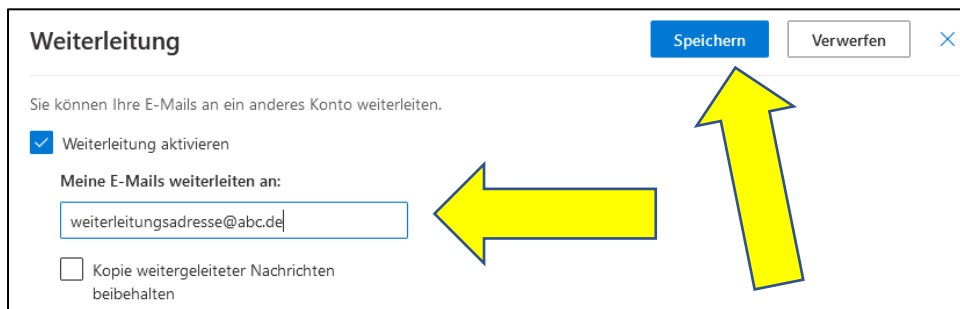 Weiterleitung
Speichern
Verwerfen
Sie können Ihre E-Mails an ein anderes Konto weiterleiten.
Weiterleitung aktivieren
Meine E-Mails weiterleiten an:
weiterleitungsadresse@abc.de
Kopie weitergeleiteter Nachrichten
beibehalten